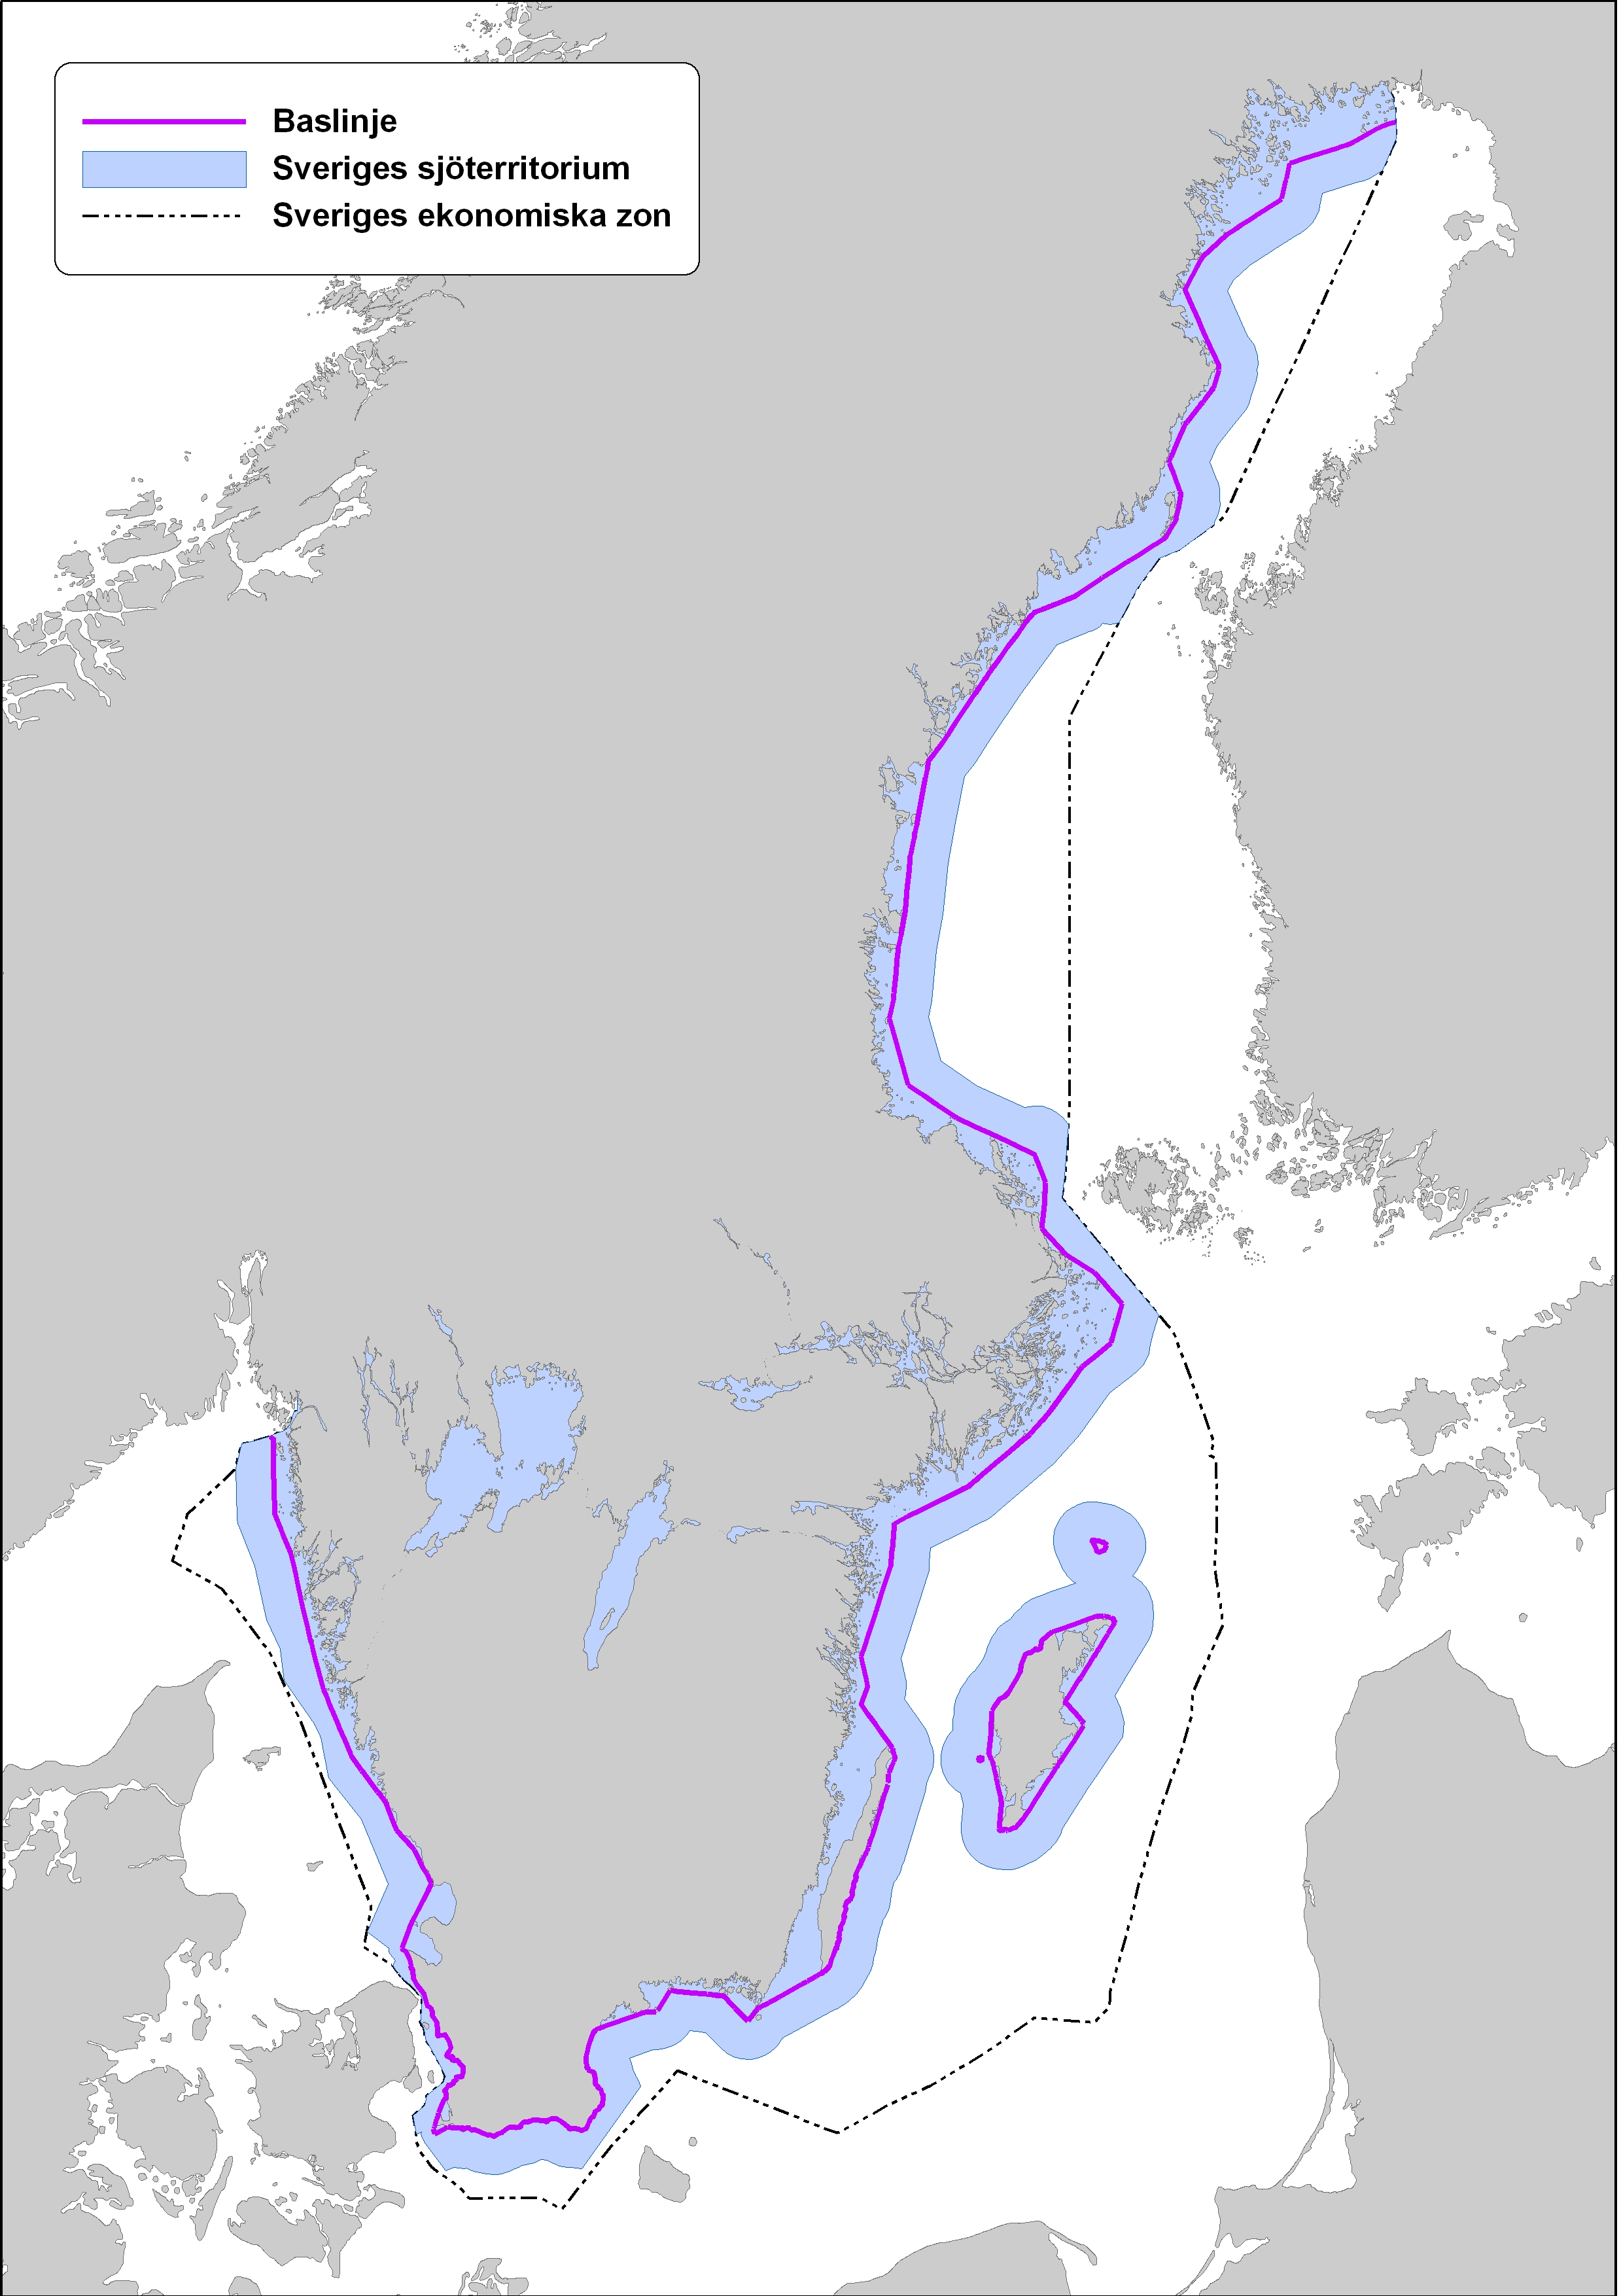 Baslinje
Sveriges sjöterritorium
Sveriges ekonomiska zon